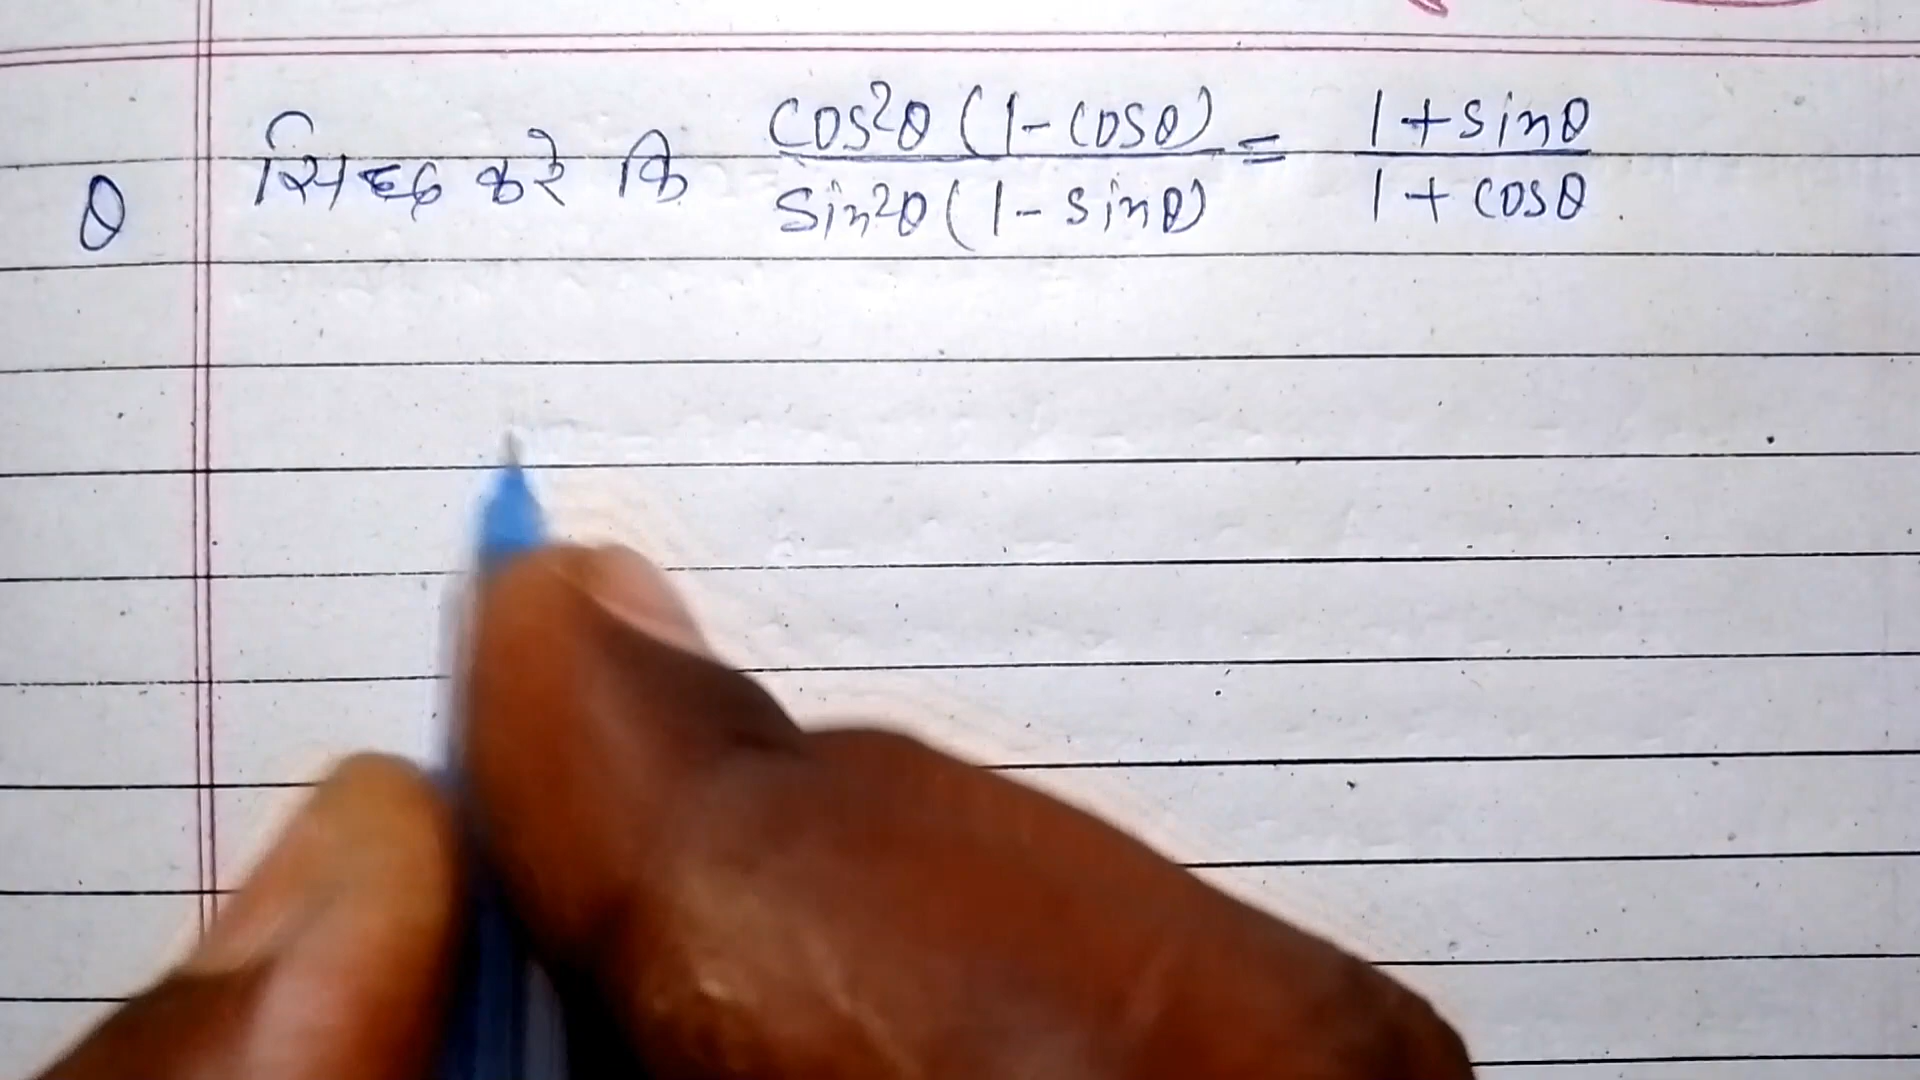 θ सिद्ध करे कि cos²θ (1 - cosθ) / sin²θ (1 - sinθ) = 1 + sinθ / 1 + cosθ .